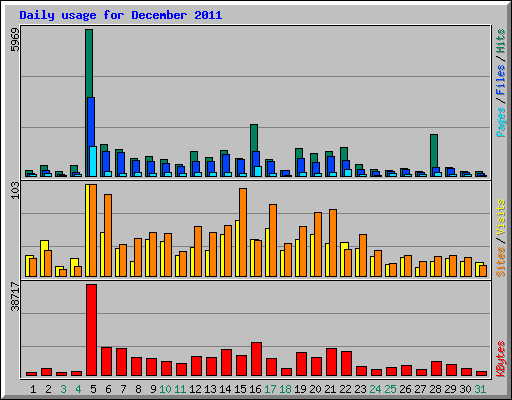 Daily usage for December 2011
5969
Pages / Files / Hits
103
Sites / Visits
38717
KBytes
1 2 3 4 5 6 7 8 9 10 11 12 13 14 15 16 17 18 19 20 21 22 23 24 25 26 27 28 29 30 31